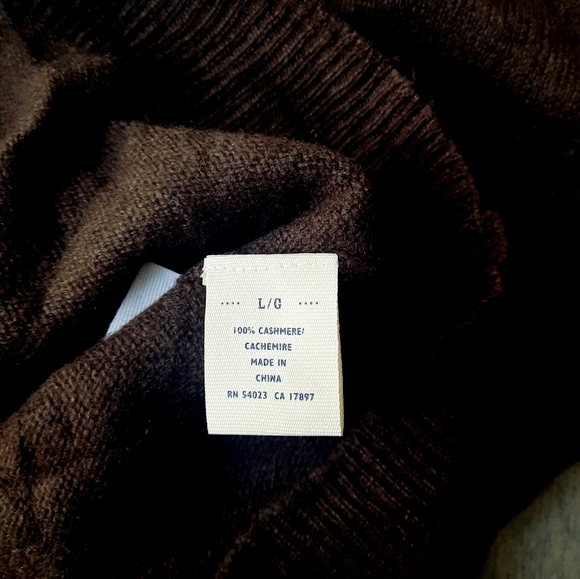 •••• L/G ••••
100% CASHMERE/
CACHEMIRE
MADE IN
CHINA
RN 54023 CA 17897